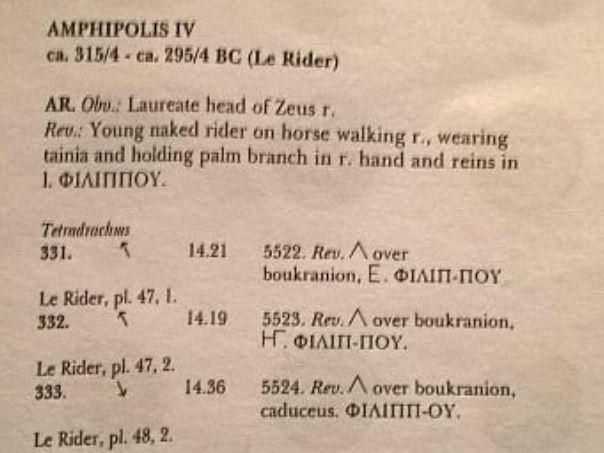 AMPHIPOLIS IV
ca. 315/4 - ca. 295/4 BC (Le Rider)
AR. Obv.: Laureate head of Zeus r.
Rev.: Young naked rider on horse walking r., wearing
tainia and holding palm branch in r. hand and reins in
l. ΦΙΛΙΠΠΟΥ.
Tetradrachms
331. ↖ 14.21 5522. Rev. Λ over
boukranion, Ε. ΦΙΛΙΠ-ΠΟΥ
Le Rider, pl. 47, 1.
332. ↖ 14.19 5523. Rev. Λ over boukranion,
ΦΙΛΙΠ-ΠΟΥ.
Le Rider, pl. 47, 2.
333. ↘ 14.36 5524. Rev. Λ over boukranion,
caduceus. ΦΙΛΙΠΠ-ΟΥ.
Le Rider, pl. 48, 2.